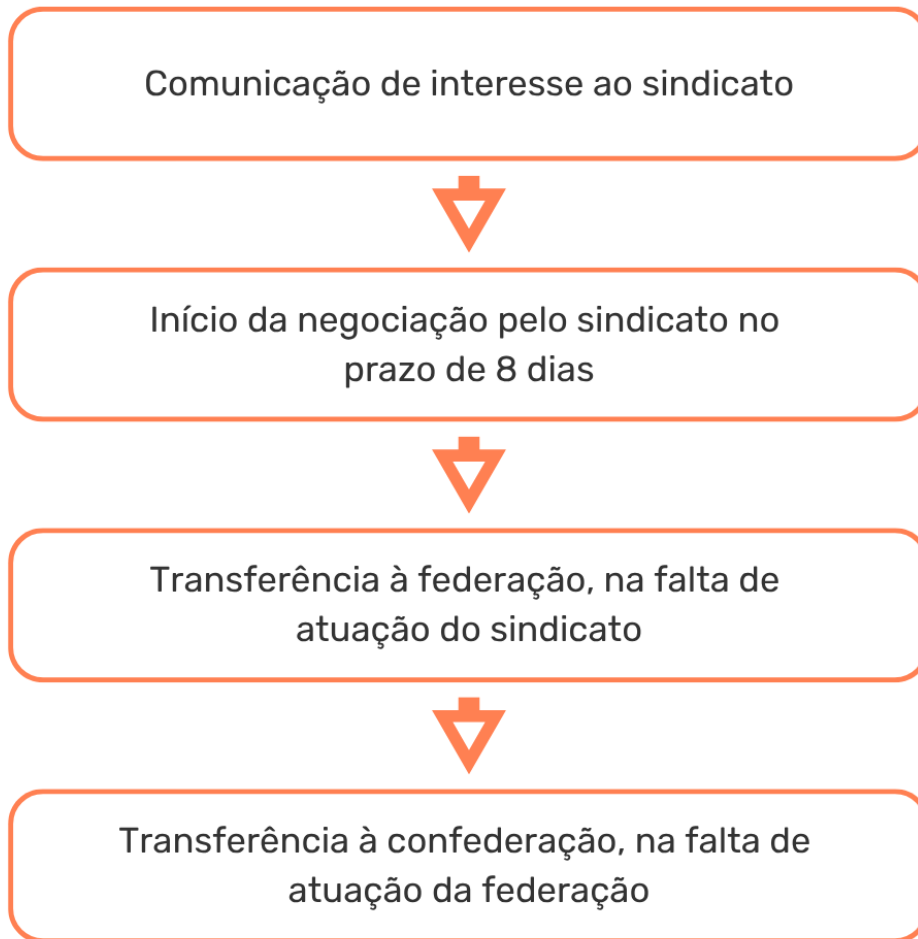 Comunicação de interesse ao sindicato
Início da negociação pelo sindicato no
prazo de 8 dias
Transferência à federação, na falta de
atuação do sindicato
Transferência à confederação, na falta de
atuação da federação